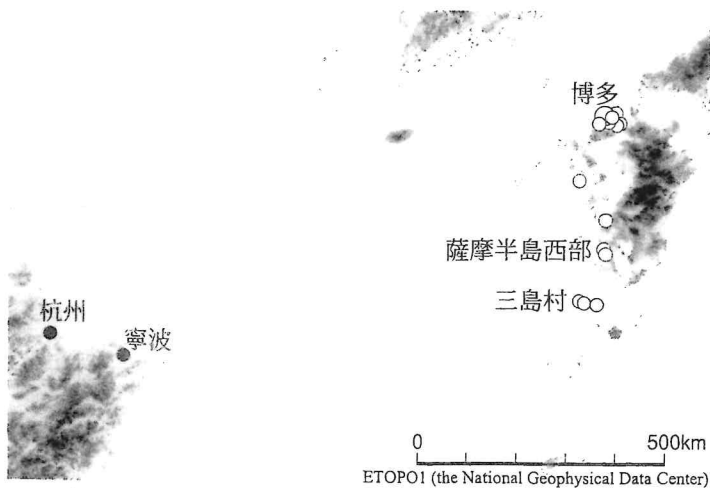 博多
薩摩半島西部
三島村
杭州
寧波
0 500km
ETOPO1 (the National Geophysical Data Center)